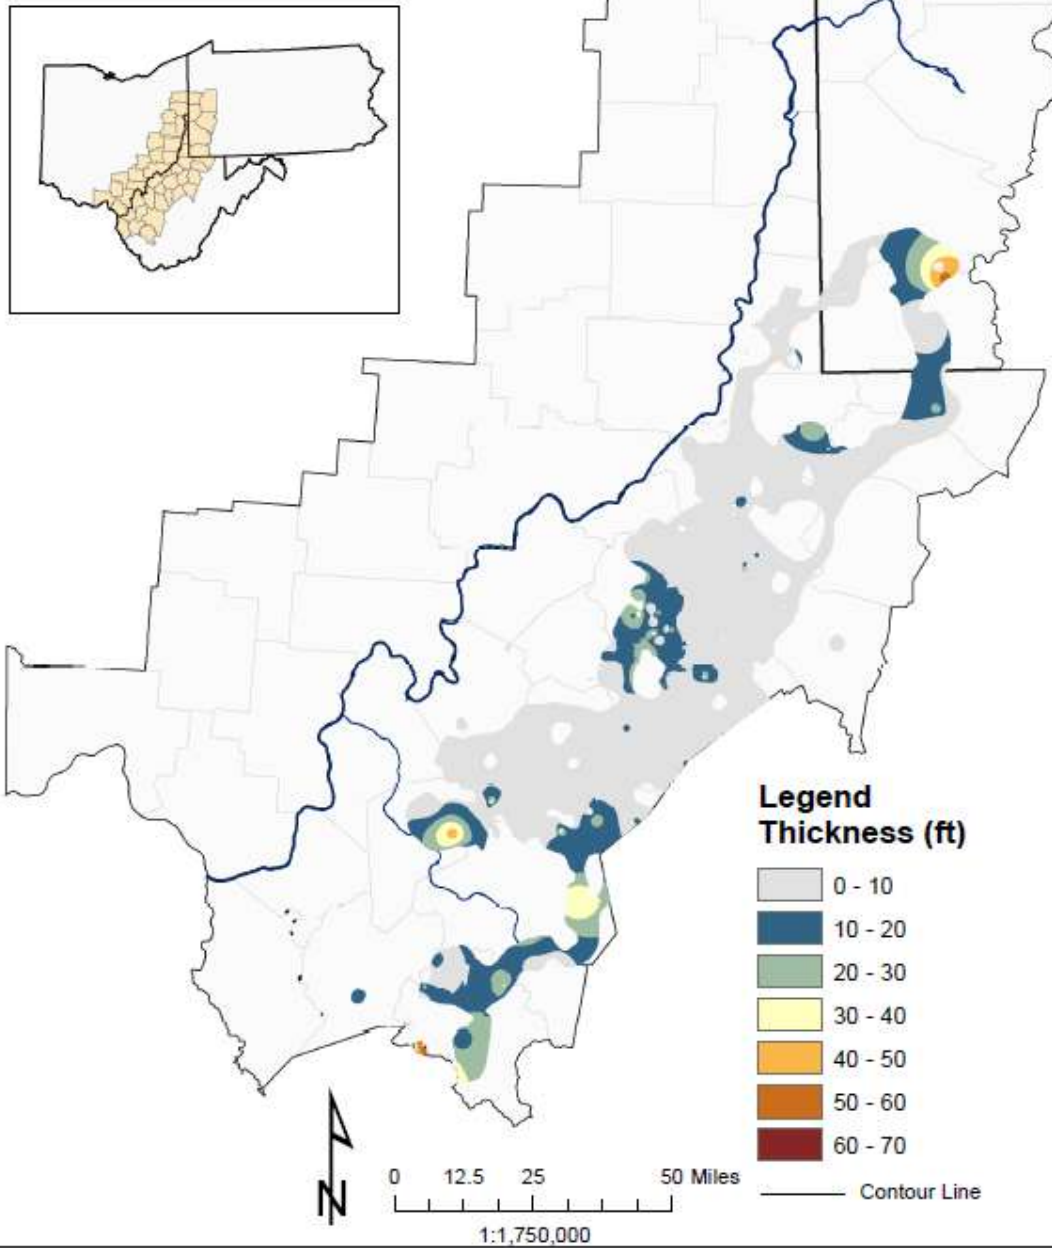 Legend
Thickness (ft)
0 - 10
10 - 20
20 - 30
30 - 40
40 - 50
50 - 60
60 - 70
Contour Line
N
0 12.5 25 50 Miles
1:1,750,000